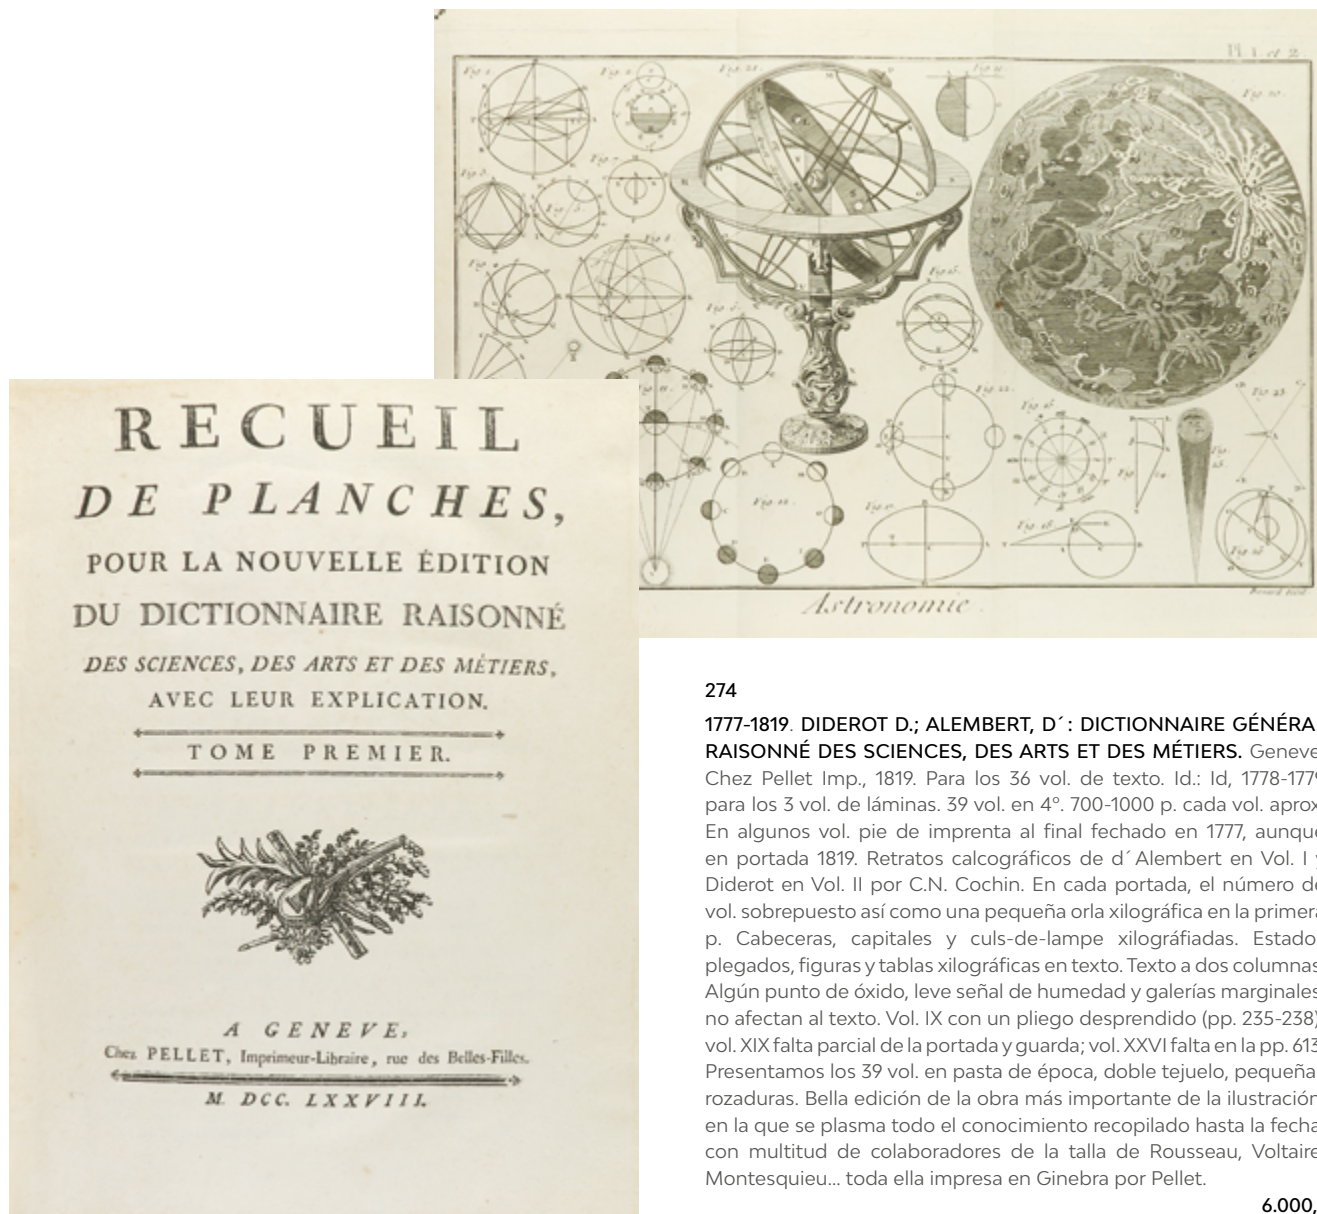 Pl. 1. et 2.
Astronomie.
RECUEIL
DE PLANCHES,
POUR LA NOUVELLE ÉDITION
DU DICTIONNAIRE RAISONNÉ
DES SCIENCES, DES ARTS ET DES MÉTIERS,
AVEC LEUR EXPLICATION.
TOME PREMIER.
A GENEVE,
Chez PELLET, Imprimeur-Libraire, rue des Belles-Filles.
M. DCC. LXXVIII.
274
1777-1819. DIDEROT D.; ALEMBERT, D´: DICTIONNAIRE GÉNÉRA
RAISONNÉ DES SCIENCES, DES ARTS ET DES MÉTIERS. Geneve
Chez Pellet Imp., 1819. Para los 36 vol. de texto. Id.: Id, 1778-1779
para los 3 vol. de láminas. 39 vol. en 4º. 700-1000 p. cada vol. aprox
En algunos vol. pie de imprenta al final fechado en 1777, aunque
en portada 1819. Retratos calcográficos de d´Alembert en Vol. I
Diderot en Vol. II por C.N. Cochin. En cada portada, el número de
vol. sobrepuesto así como una pequeña orla xilográfica en la primera
p. Cabeceras, capitales y culs-de-lampe xilográfiadas. Estado
plegados, figuras y tablas xilográficas en texto. Texto a dos columnas
Algún punto de óxido, leve señal de humedad y galerías marginales
no afectan al texto. Vol. IX con un pliego desprendido (pp. 235-238)
vol. XIX falta parcial de la portada y guarda; vol. XXVI falta en la pp. 613
Presentamos los 39 vol. en pasta de época, doble tejuelo, pequeña
rozaduras. Bella edición de la obra más importante de la ilustración
en la que se plasma todo el conocimiento recopilado hasta la fecha
con multitud de colaboradores de la talla de Rousseau, Voltaire
Montesquieu... toda ella impresa en Ginebra por Pellet.
6.000,